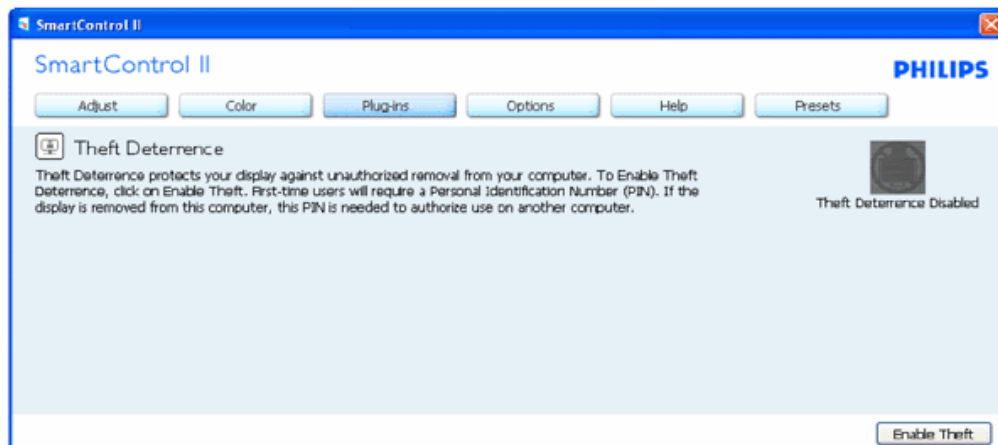 SmartControl II
SmartControl II
PHILIPS
Adjust Color Plug-ins Options Help Presets
Theft Deterrence
Theft Deterrence protects your display against unauthorized removal from your computer. To Enable Theft
Deterrence, click on Enable Theft. First-time users will require a Personal Identification Number (PIN). If the
display is removed from this computer, this PIN is needed to authorize use on another computer.
Theft Deterrence Disabled
Enable Theft